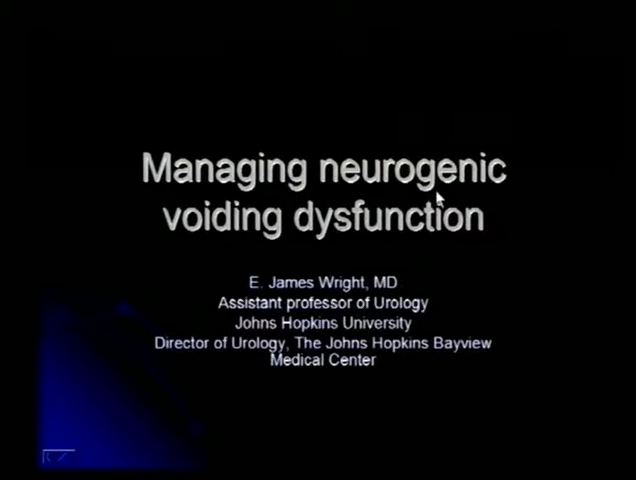 Managing neurogenic
voiding dysfunction
E. James Wright, MD
Assistant professor of Urology
Johns Hopkins University
Director of Urology, The Johns Hopkins Bayview
Medical Center